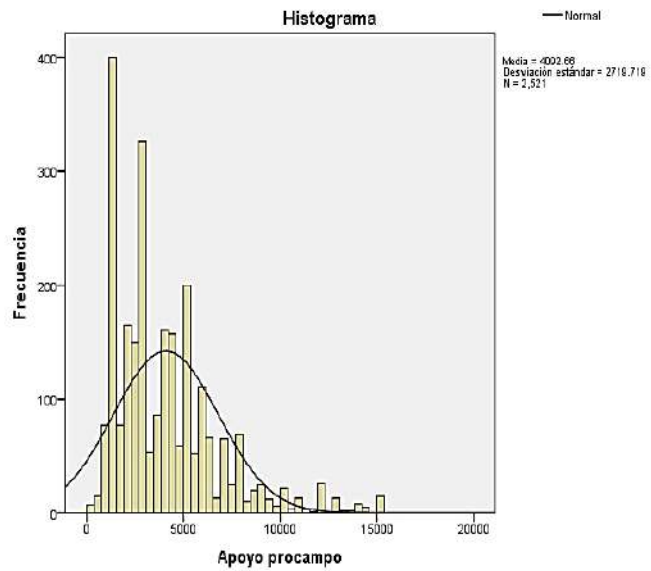 Histograma
Normal
Media = 4092.66
Desviación estándar = 2719.719
N = 2,521
Frecuencia
400
300
200
100
0
0 5000 10000 15000 20000
Apoyo procampo